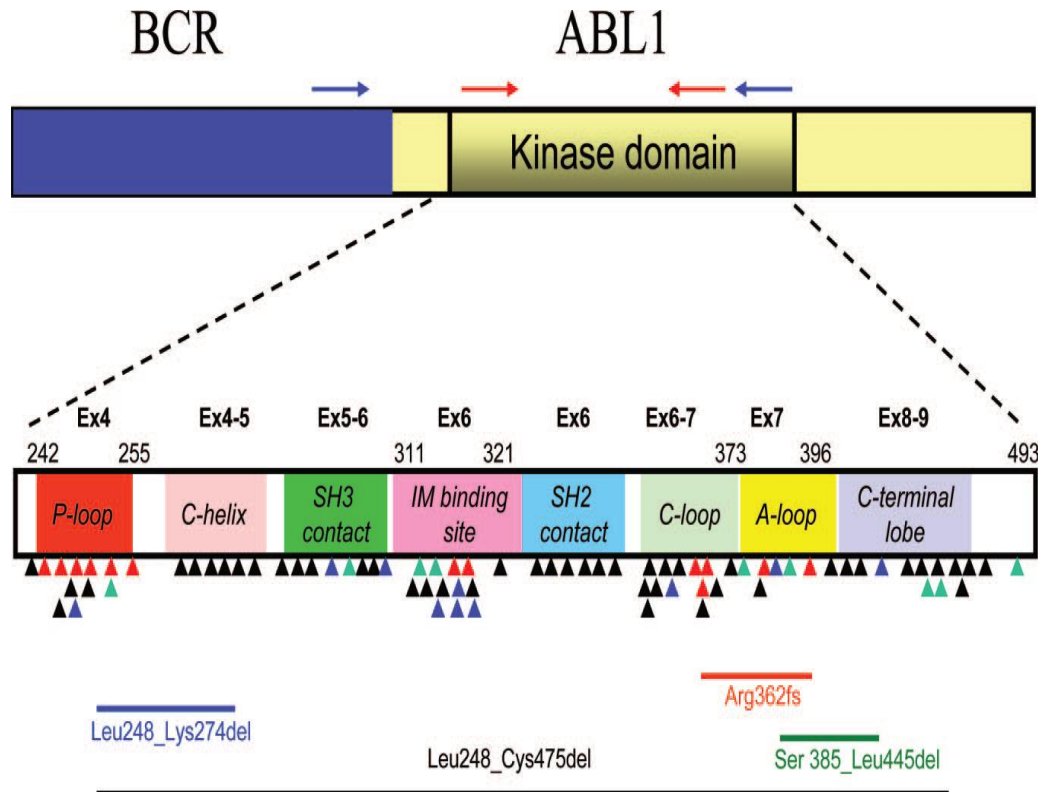 BCR ABL1
Kinase domain
Ex4 Ex4-5 Ex5-6 Ex6 Ex6 Ex6-7 Ex7 Ex8-9
242 255 311 321 373 396 493
P-loop C-helix SH3 contact IM binding site SH2 contact C-loop A-loop C-terminal lobe
Arg362fs
Leu248_Lys274del
Leu248_Cys475del
Ser 385_Leu445del